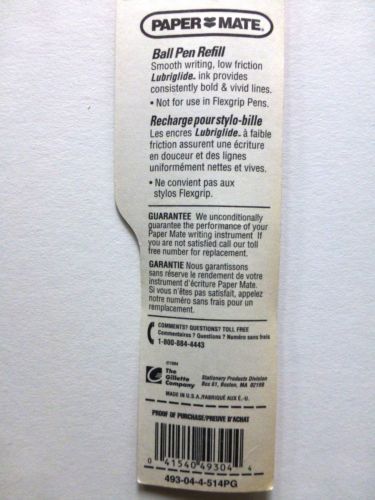 PAPER MATE®
Ball Pen Refill
Smooth writing, low friction
Lubriglide™ ink provides
consistently bold & vivid lines.
• Not for use in Flexgrip Pens.
Recharge pour stylo-bille
Les encres Lubriglide™ à faible
friction assurent une écriture
en douceur et des lignes
uniformément nettes et vives.
• Ne convient pas aux
stylos Flexgrip.
GUARANTEE We unconditionally
guarantee the performance of your
Paper Mate writing instrument If
you are not satisfied call our toll
free number for replacement.
GARANTIE Nous garantissons
sans réserve le rendement de votre
instrument d'écriture Paper Mate.
Si vous n'êtes pas satisfait, appelez
notre numéro sans frais pour un
remplacement.
COMMENTS? QUESTIONS? TOLL FREE
Commentaires ? Questions ? Numéro sans frais
1-800-884-4443
©1994
The
Gillette
Company
Stationery Products Division
Box 61, Boston, MA 02199
MADE IN U.S.A./FABRIQUÉ AUX É.-U.
PROOF OF PURCHASE/PREUVE D'ACHAT
0 41540 49304 4
493-04-4-514PG